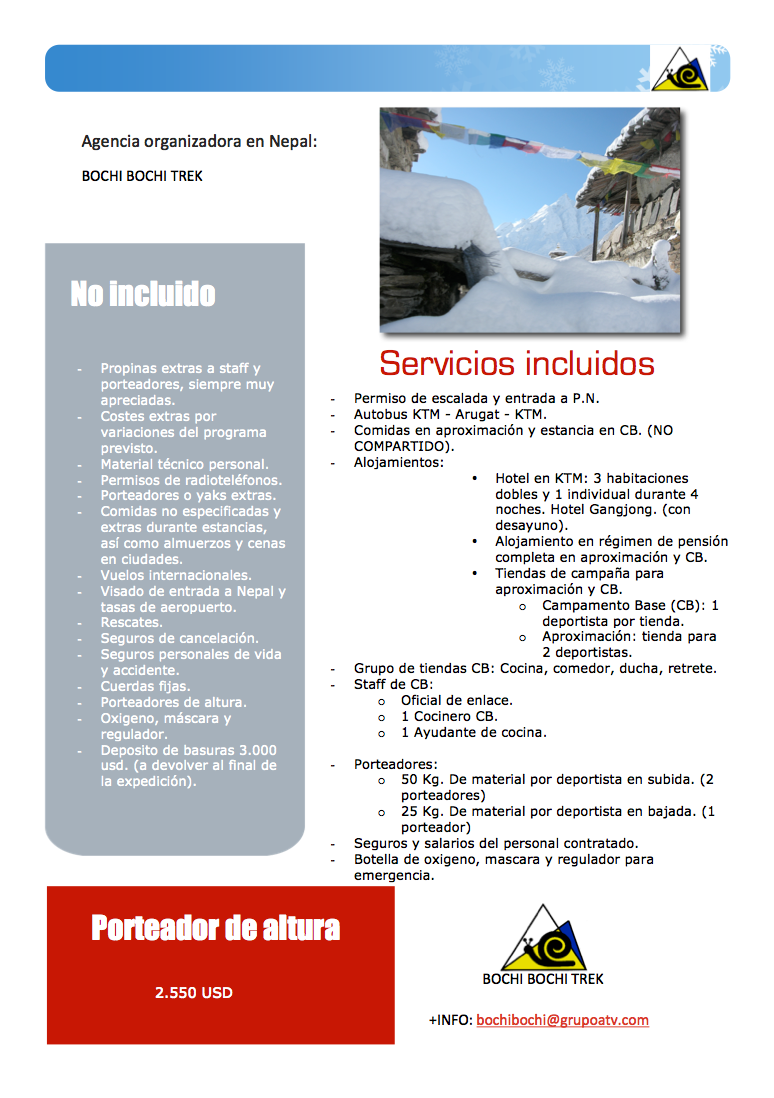 Agencia organizadora en Nepal:
BOCHI BOCHI TREK
No incluido
- Propinas extras a staff y
porteadores, siempre muy
apreciadas.
- Costes extras por
variaciones del programa
previsto.
- Material técnico personal.
- Permisos de radioteléfonos.
- Porteadores o yaks extras.
- Comidas no especificadas y
extras durante estancias,
así como almuerzos y cenas
en ciudades.
- Vuelos internacionales.
- Visado de entrada a Nepal y
tasas de aeropuerto.
- Rescates.
- Seguros de cancelación.
- Seguros personales de vida
y accidente.
- Cuerdas fijas.
- Porteadores de altura.
- Oxigeno, máscara y
regulador.
- Deposito de basuras 3.000
usd. (a devolver al final de
la expedición).
Servicios incluidos
- Permiso de escalada y entrada a P.N.
- Autobus KTM - Arugat - KTM.
- Comidas en aproximación y estancia en CB. (NO
COMPARTIDO).
- Alojamientos:
• Hotel en KTM: 3 habitaciones
dobles y 1 individual durante 4
noches. Hotel Gangjong. (con
desayuno).
• Alojamiento en régimen de pensión
completa en aproximación y CB.
• Tiendas de campaña para
aproximación y CB.
o Campamento Base (CB): 1
deportista por tienda.
o Aproximación: tienda para
2 deportistas.
- Grupo de tiendas CB: Cocina, comedor, ducha, retrete.
- Staff de CB:
o Oficial de enlace.
o 1 Cocinero CB.
o 1 Ayudante de cocina.
- Porteadores:
o 50 Kg. De material por deportista en subida. (2
porteadores)
o 25 Kg. De material por deportista en bajada. (1
porteador)
- Seguros y salarios del personal contratado.
- Botella de oxigeno, mascara y regulador para
emergencia.
Porteador de altura
2.550 USD
BOCHI BOCHI TREK
+INFO: bochibochi@grupoatv.com